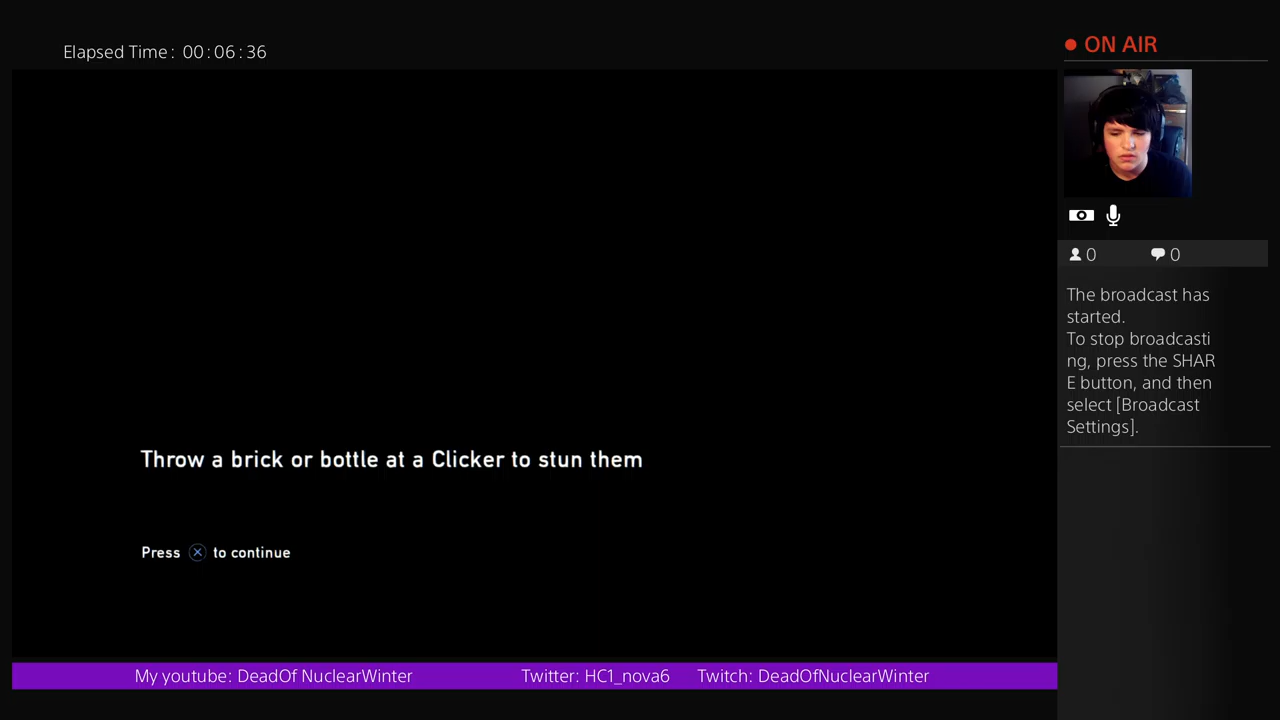 Elapsed Time: 00:06:36
ON AIR
0 0
The broadcast has
started.
To stop broadcasti
ng, press the SHAR
E button, and then
select [Broadcast
Settings].
Throw a brick or bottle at a Clicker to stun them
Press ⓧ to continue
My youtube: DeadOf NuclearWinter Twitter: HC1_nova6 Twitch: DeadOfNuclearWinter